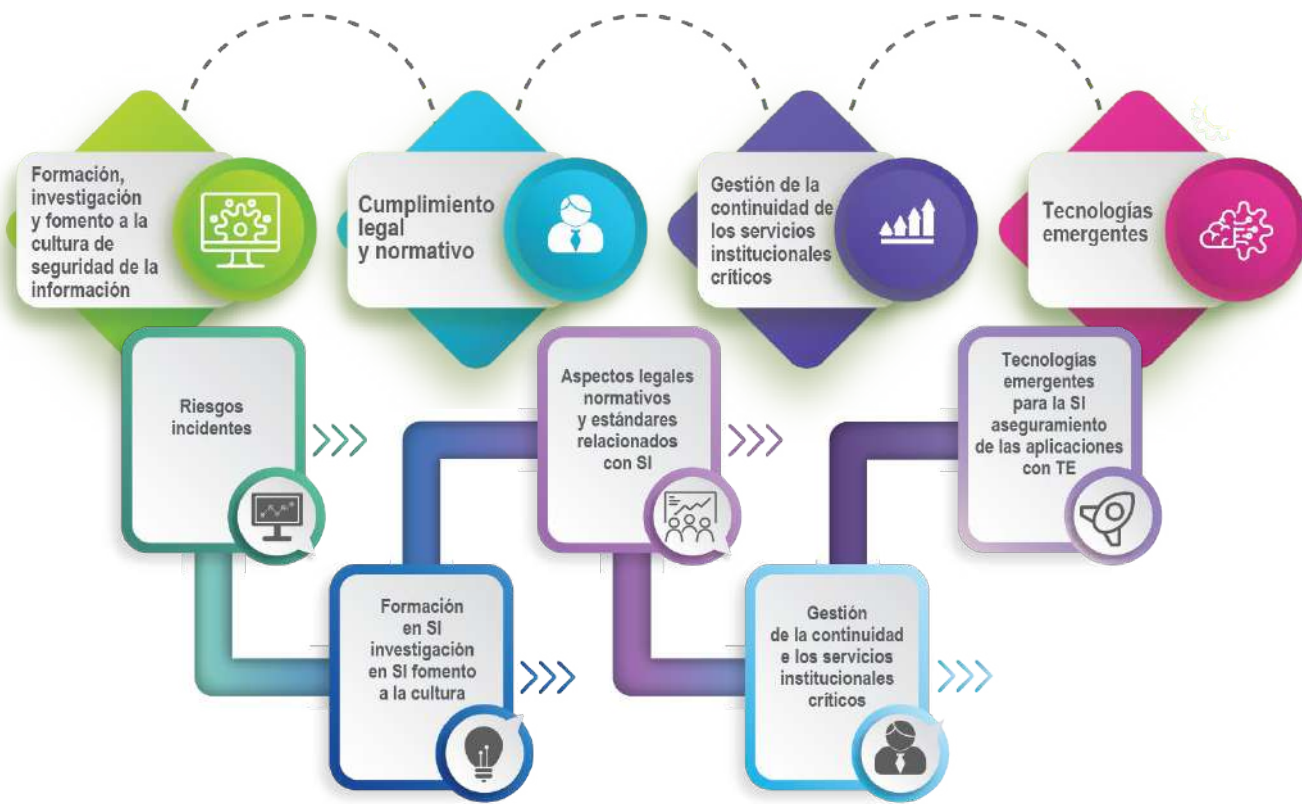 Formación,
investigación
y fomento a la
cultura de
seguridad de la
información
Cumplimiento
legal
y normativo
Gestión de la
continuidad de
los servicios
institucionales
críticos
Tecnologías
emergentes
Riesgos
incidentes
Formación
en SI
investigación
en SI fomento
a la cultura
Aspectos legales
normativos
y estándares
relacionados
con SI
Gestión
de la continuidad
e los servicios
institucionales
críticos
Tecnologías
emergentes
para la SI
aseguramiento
de las aplicaciones
con TE